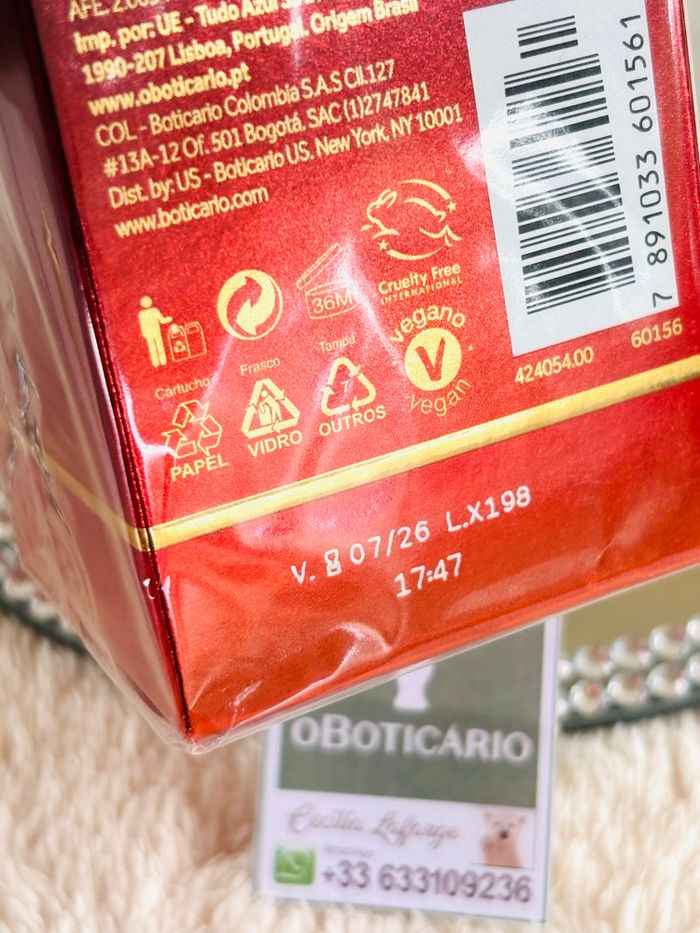 Imp. por: UE - Tudo Azul
1990-207 Lisboa, Portugal. Origem Brasil
www.oboticario.pt
COL - Boticario Colombia S.A.S Cll.127
#13A-12 Of. 501 Bogotá. SAC (1)2747841
Dist. by: US - Boticario US. New York, NY 10001
www.boticario.com
Cruelty Free
INTERNATIONAL
36M
Cartucho
PAPEL
Frasco
VIDRO
Tampa
7
OUTROS
vegano
V
vegan
7 891033 601561
424054.00
60156
V. 07/26 L.X198
17:47
oBOTICÁRIO
Cecilia Laffarge
+33 633109236